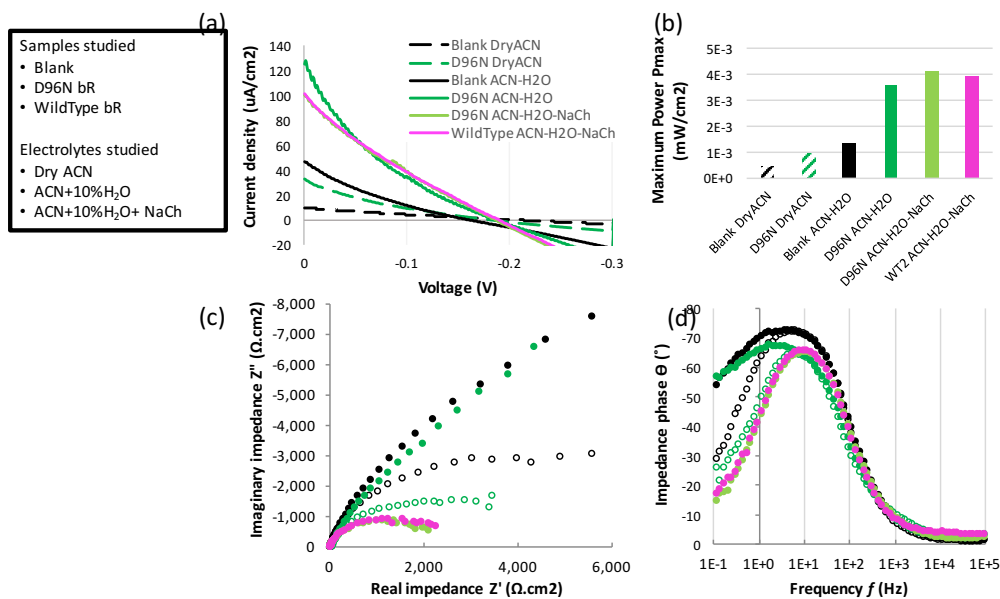 Samples studied
• Blank
• D96N bR
• WildType bR
Electrolytes studied
• Dry ACN
• ACN+10%H₂O
• ACN+10%H₂O+ NaCh
(a)
Current density (uA/cm2)
140
120
100
80
60
40
20
0
-20
0
-0.1
-0.2
-0.3
Voltage (V)
Blank DryACN
D96N DryACN
Blank ACN-H2O
D96N ACN-H2O
D96N ACN-H2O-NaCh
WildType ACN-H2O-NaCh
(b)
Maximum Power Pmax
(mW/cm2)
5E-3
4E-3
3E-3
2E-3
1E-3
0E+0
Blank DryACN
D96N DryACN
Blank ACN-H2O
D96N ACN-H2O
D96N ACN-H2O-NaCh
WT2 ACN-H2O-NaCh
(c)
Imaginary impedance Z" (Ω.cm2)
-8,000
-7,000
-6,000
-5,000
-4,000
-3,000
-2,000
-1,000
0
0
2,000
4,000
6,000
Real impedance Z' (Ω.cm2)
(d)
Impedance phase Θ (°)
-80
-70
-60
-50
-40
-30
-20
-10
0
1E-1
1E+0
1E+1
1E+2
1E+3
1E+4
1E+5
Frequency f (Hz)